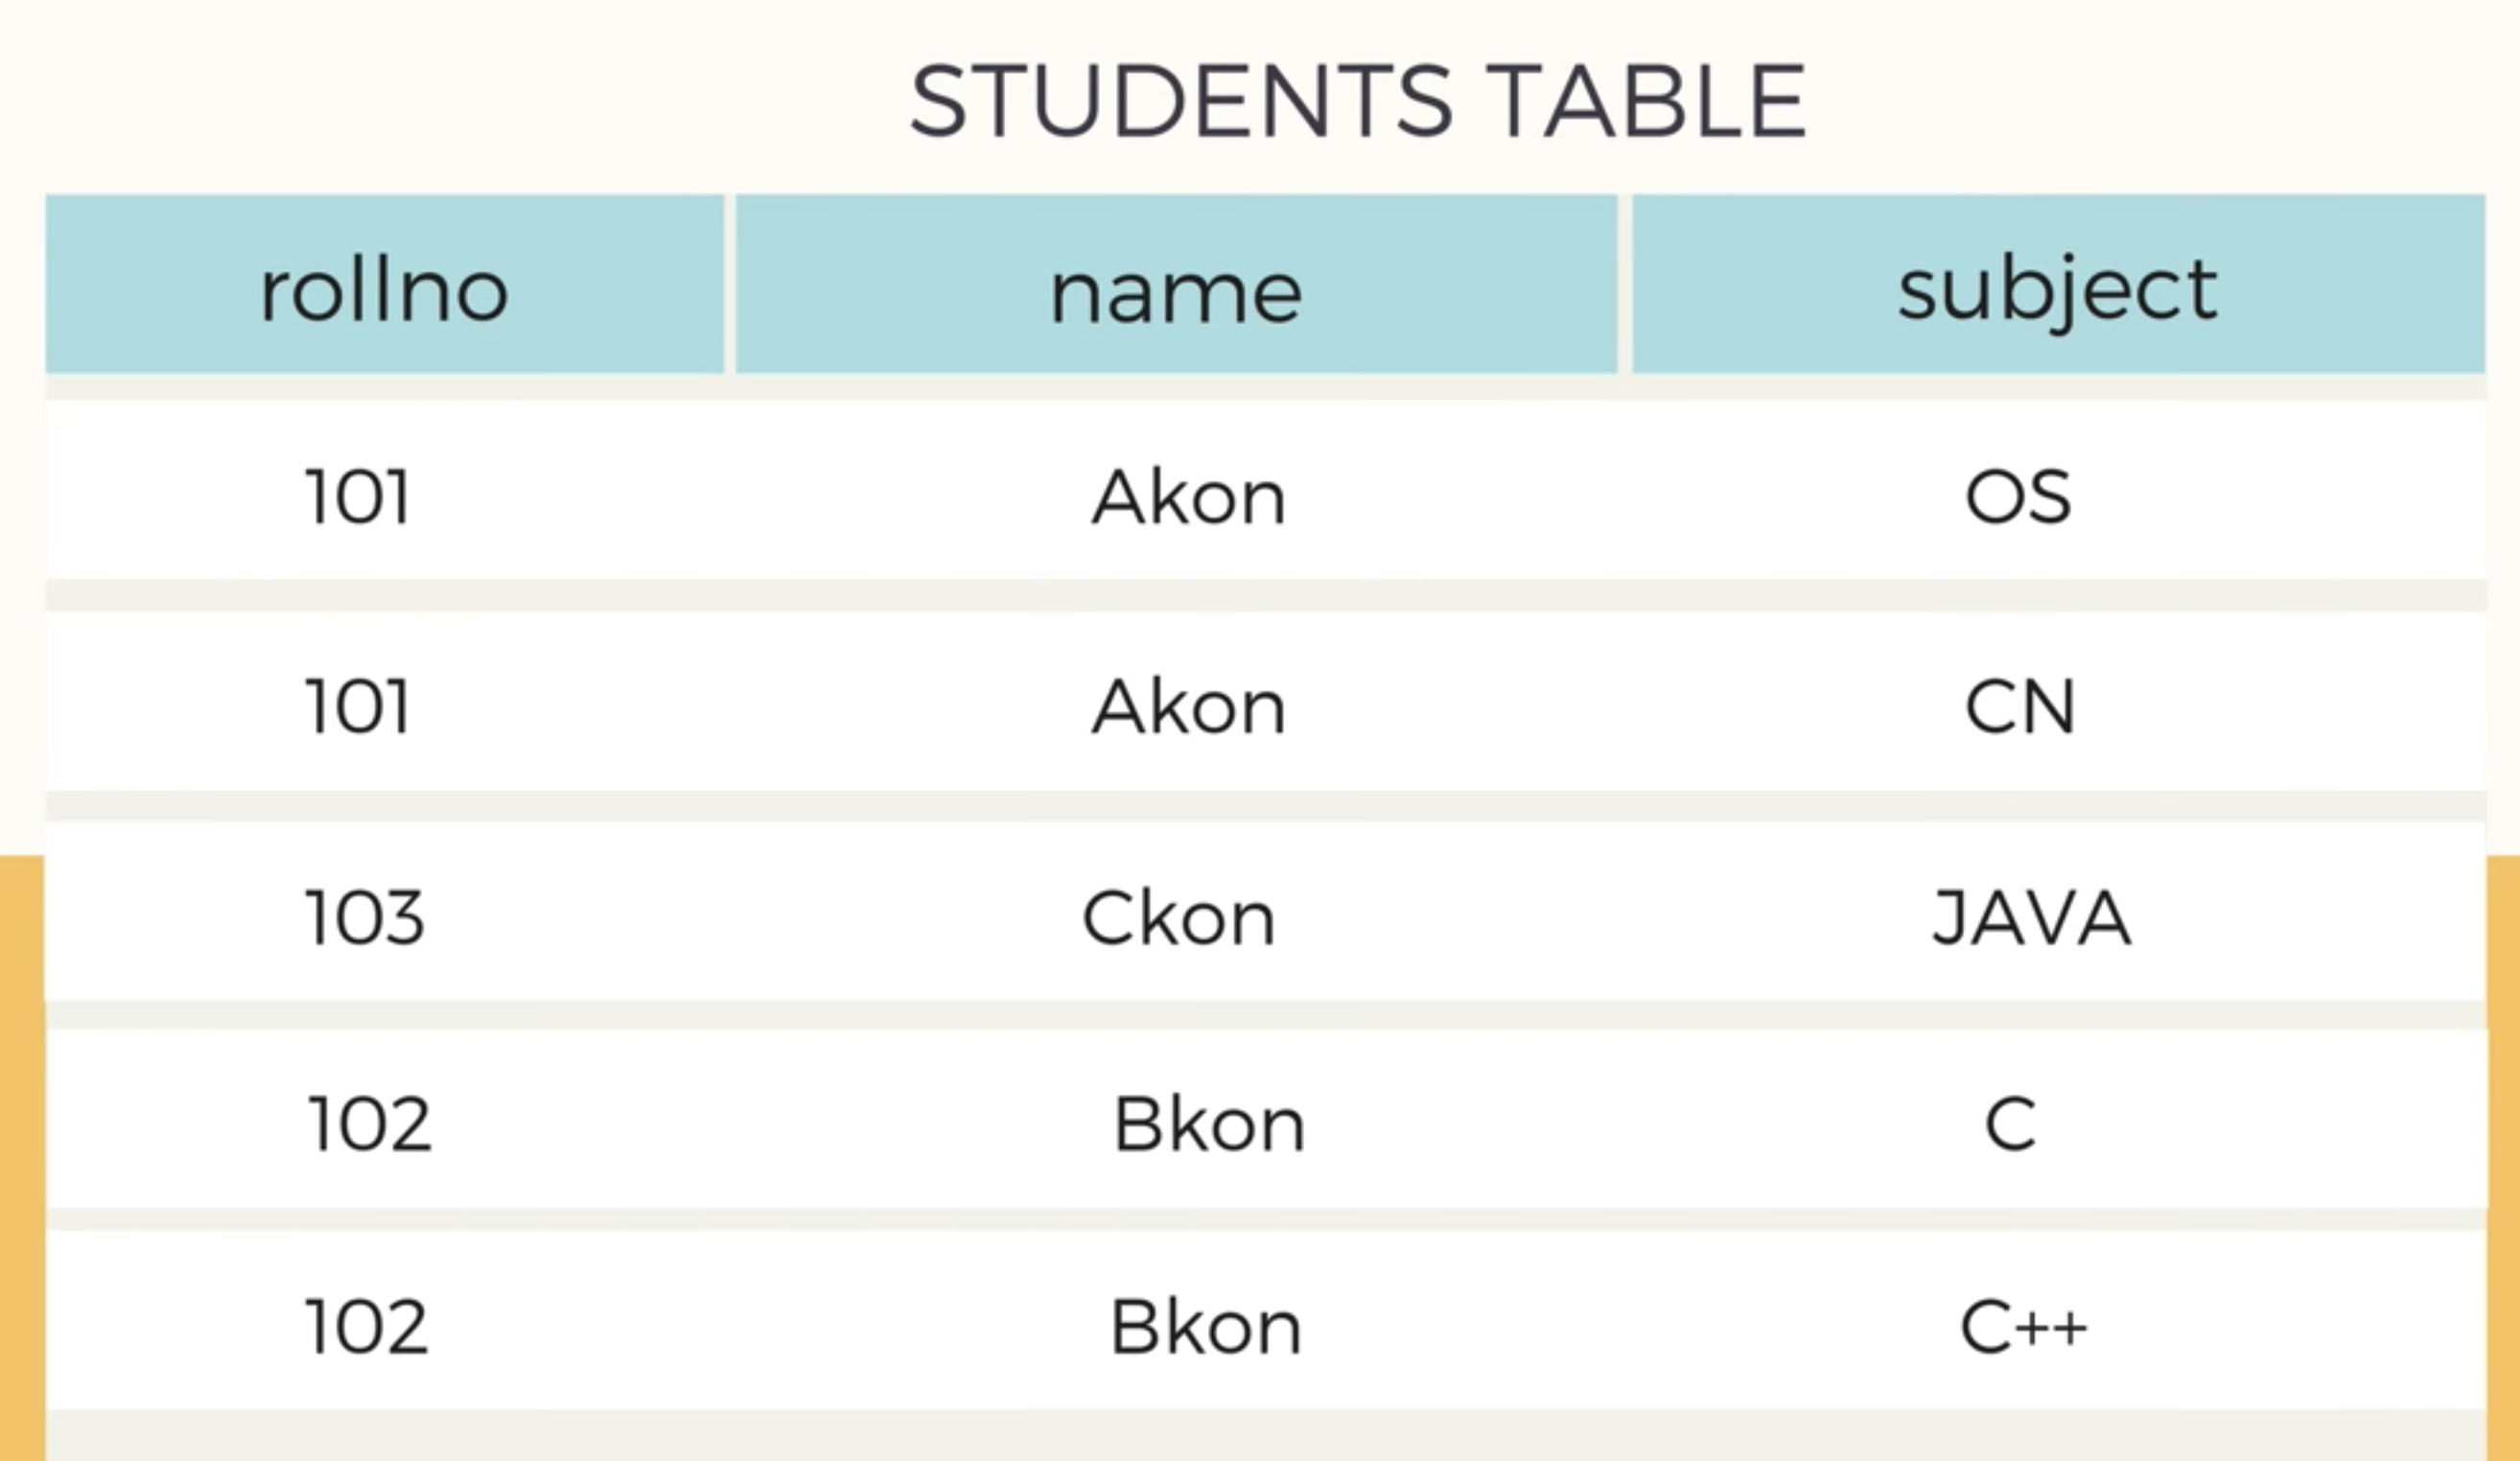 STUDENTS TABLE
rollno name subject
101 Akon OS
101 Akon CN
103 Ckon JAVA
102 Bkon C
102 Bkon C++